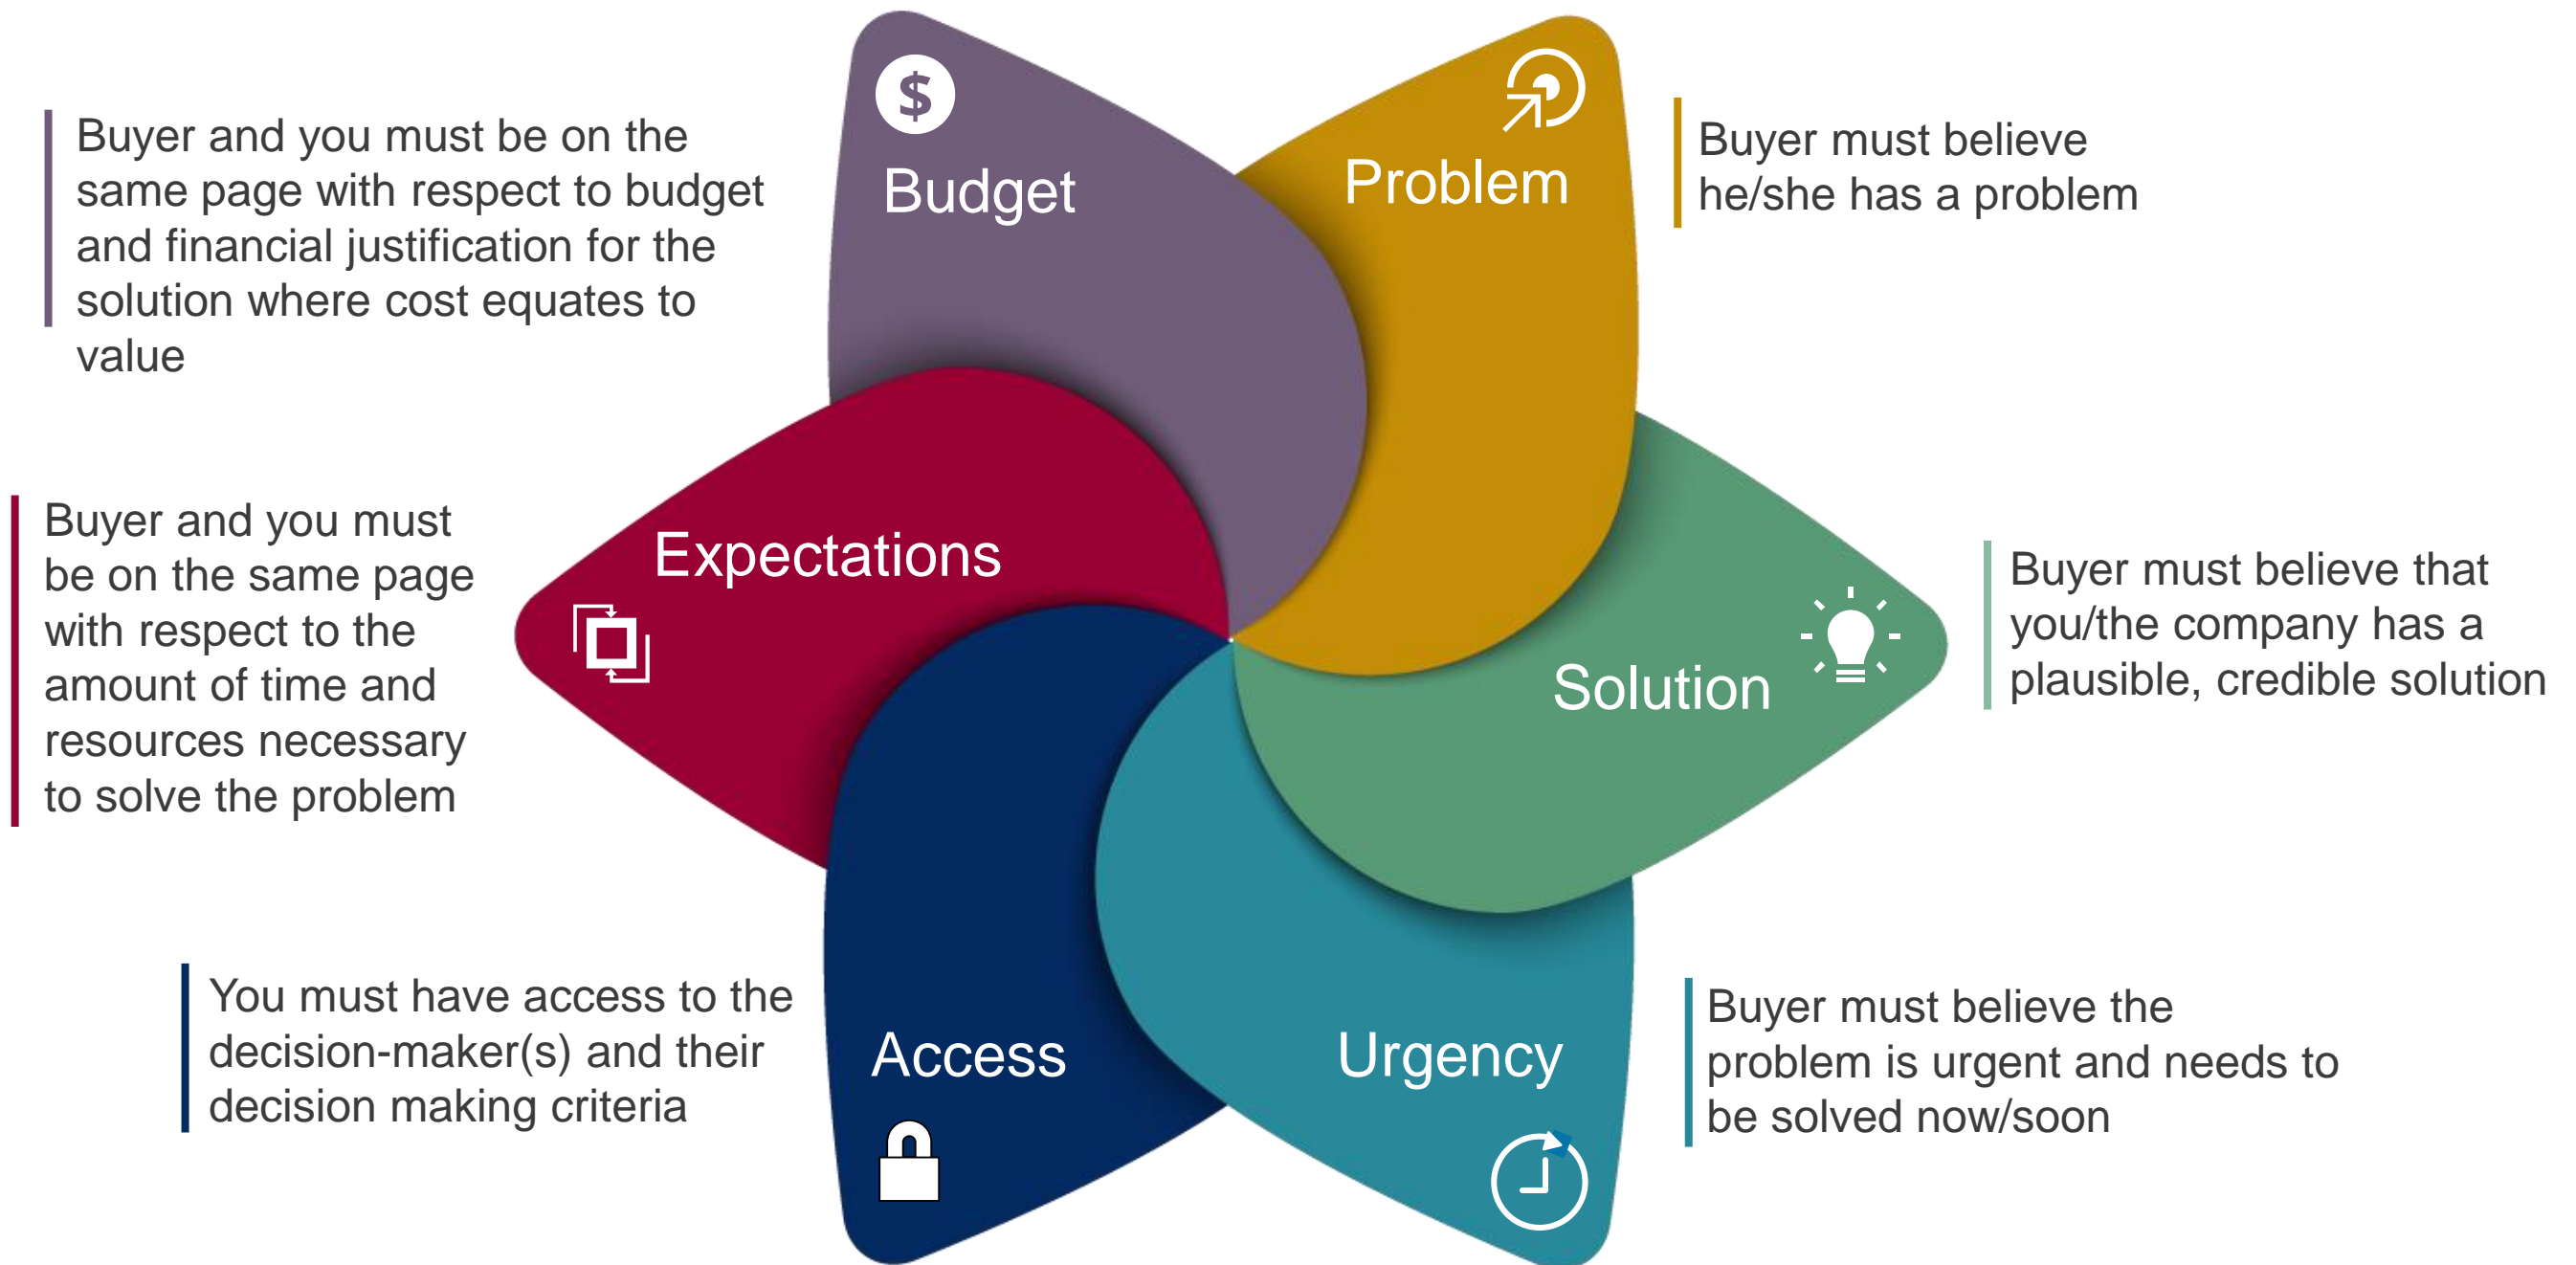 $
Budget
Buyer and you must be on the
same page with respect to budget
and financial justification for the
solution where cost equates to
value
Problem
Buyer must believe
he/she has a problem
Solution
Buyer must believe that
you/the company has a
plausible, credible solution
Urgency
Buyer must believe the
problem is urgent and needs to
be solved now/soon
Access
You must have access to the
decision-maker(s) and their
decision making criteria
Expectations
Buyer and you must
be on the same page
with respect to the
amount of time and
resources necessary
to solve the problem